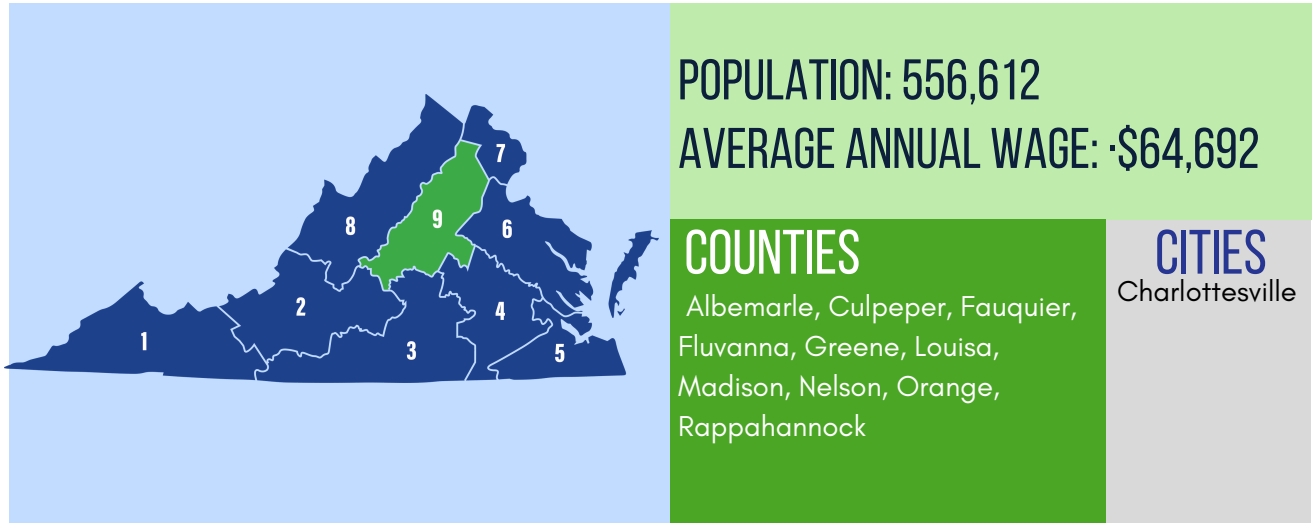 7
9
8
6
2
4
1
3
5
POPULATION: 556,612
AVERAGE ANNUAL WAGE: ·$64,692
COUNTIES
Albemarle, Culpeper, Fauquier,
Fluvanna, Greene, Louisa,
Madison, Nelson, Orange,
Rappahannock
CITIES
Charlottesville